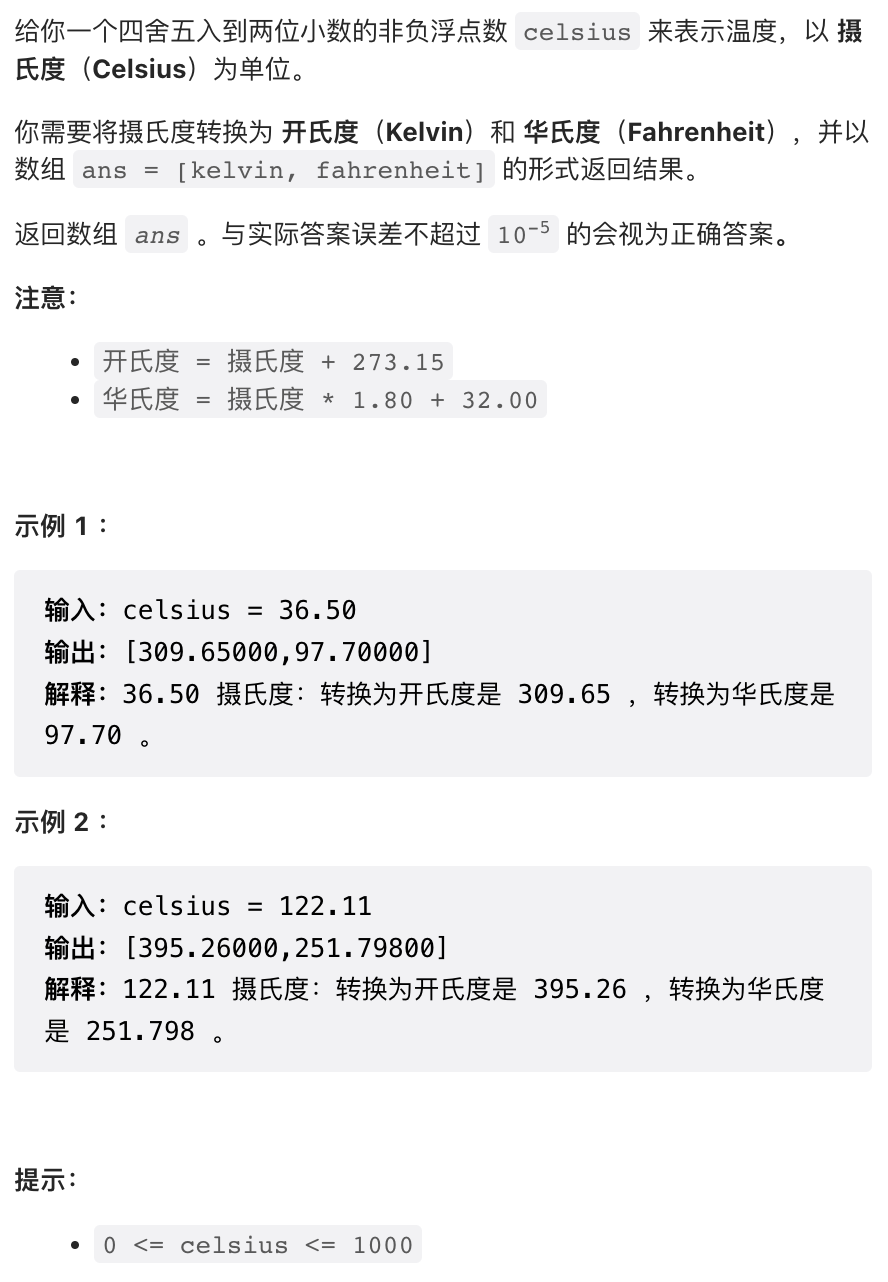 给你一个四舍五入到两位小数的非负浮点数 celsius 来表示温度，以 摄
氏度（Celsius）为单位。
你需要将摄氏度转换为 开氏度（Kelvin）和 华氏度（Fahrenheit），并以
数组 ans = [kelvin, fahrenheit] 的形式返回结果。
返回数组 ans 。与实际答案误差不超过 10⁻⁵ 的会视为正确答案。
注意：
• 开氏度 = 摄氏度 + 273.15
• 华氏度 = 摄氏度 * 1.80 + 32.00
示例 1 ：
输入：celsius = 36.50
输出：[309.65000,97.70000]
解释：36.50 摄氏度：转换为开氏度是 309.65 ，转换为华氏度是
97.70 。
示例 2 ：
输入：celsius = 122.11
输出：[395.26000,251.79800]
解释：122.11 摄氏度：转换为开氏度是 395.26 ，转换为华氏度
是 251.798 。
提示：
• 0 <= celsius <= 1000